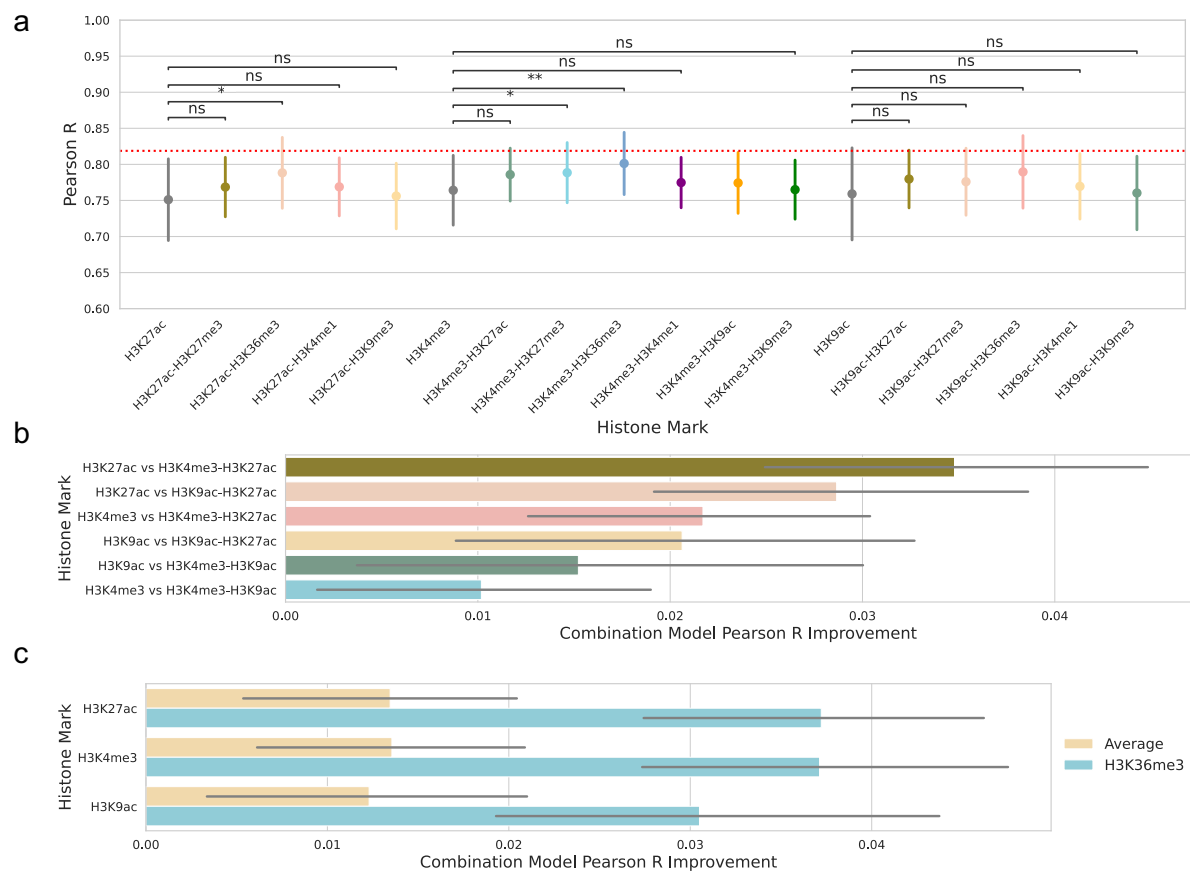 a
1.00
0.95
0.90
0.85
0.80
0.75
0.70
0.65
0.60
Pearson R
ns
ns
*
ns
ns
ns
**
*
ns
ns
ns
ns
ns
ns
H3K27ac
H3K27ac-H3K27me3
H3K27ac-H3K36me3
H3K27ac-H3K4me1
H3K27ac-H3K9me3
H3K4me3
H3K4me3-H3K27ac
H3K4me3-H3K27me3
H3K4me3-H3K36me3
H3K4me3-H3K4me1
H3K4me3-H3K9ac
H3K4me3-H3K9me3
H3K9ac
H3K9ac-H3K27ac
H3K9ac-H3K27me3
H3K9ac-H3K36me3
H3K9ac-H3K4me1
H3K9ac-H3K9me3
Histone Mark
b
Histone Mark
H3K27ac vs H3K4me3-H3K27ac
H3K27ac vs H3K9ac-H3K27ac
H3K4me3 vs H3K4me3-H3K27ac
H3K9ac vs H3K9ac-H3K27ac
H3K9ac vs H3K4me3-H3K9ac
H3K4me3 vs H3K4me3-H3K9ac
0.00 0.01 0.02 0.03 0.04
Combination Model Pearson R Improvement
c
Histone Mark
H3K27ac
H3K4me3
H3K9ac
Average
H3K36me3
0.00 0.01 0.02 0.03 0.04
Combination Model Pearson R Improvement